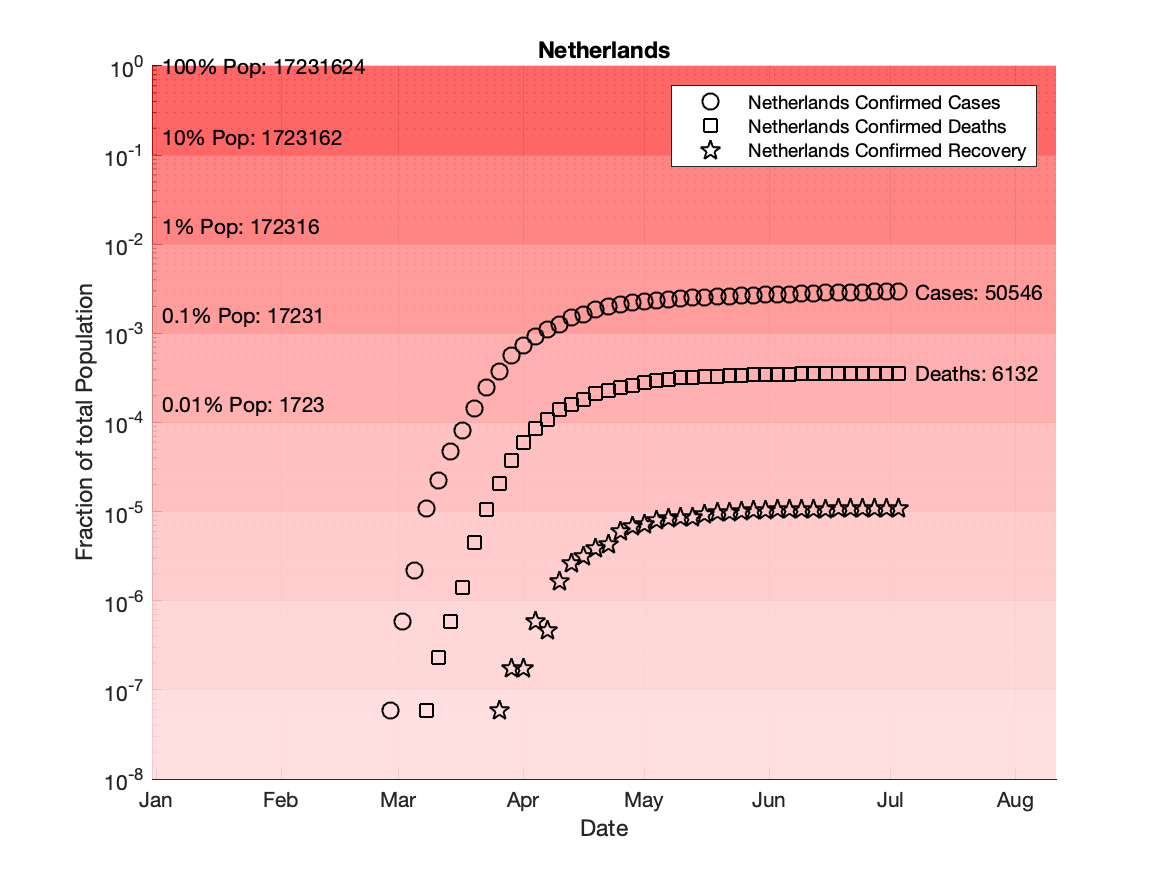 Netherlands
10^0
100% Pop: 17231624
Netherlands Confirmed Cases
Netherlands Confirmed Deaths
Netherlands Confirmed Recovery
10% Pop: 1723162
10^-1
1% Pop: 172316
10^-2
Cases: 50546
0.1% Pop: 17231
10^-3
Deaths: 6132
0.01% Pop: 1723
10^-4
10^-5
10^-6
10^-7
10^-8
Fraction of total Population
Jan Feb Mar Apr May Jun Jul Aug
Date